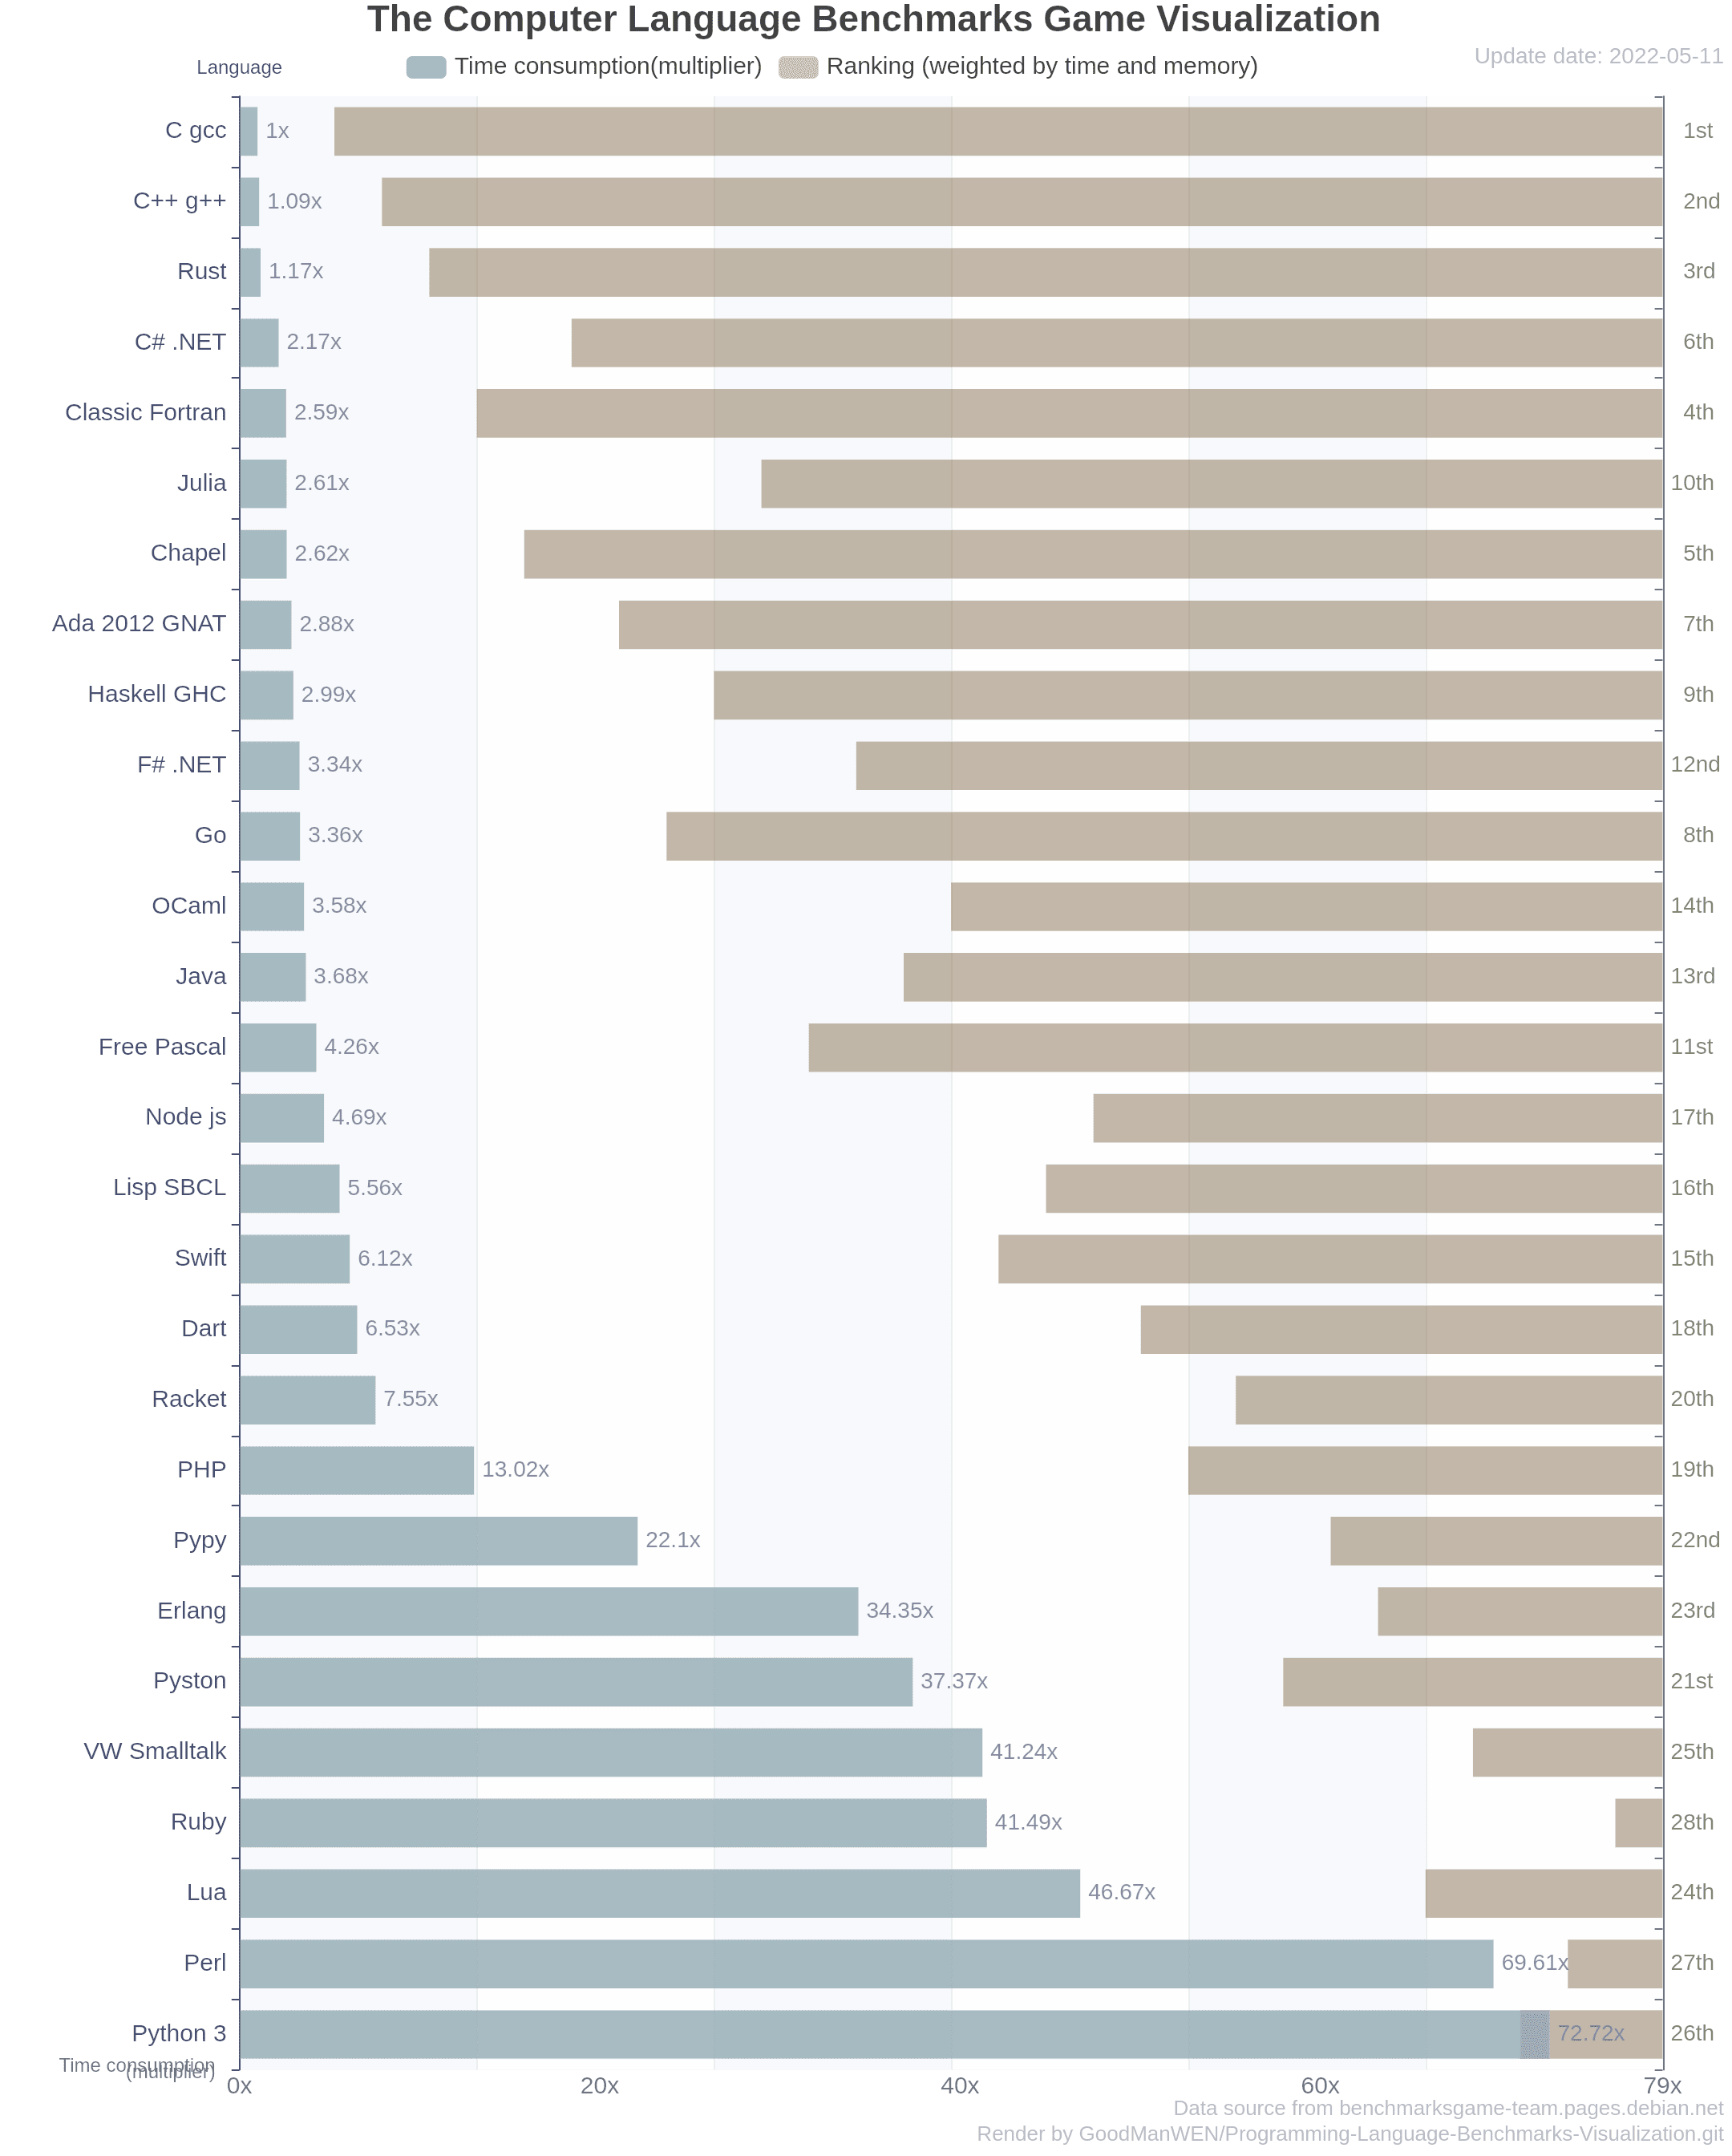 The Computer Language Benchmarks Game Visualization
Language
Time consumption(multiplier)
Ranking (weighted by time and memory)
Update date: 2022-05-11
C gcc 1x 1st
C++ g++ 1.09x 2nd
Rust 1.17x 3rd
C# .NET 2.17x 6th
Classic Fortran 2.59x 4th
Julia 2.61x 10th
Chapel 2.62x 5th
Ada 2012 GNAT 2.88x 7th
Haskell GHC 2.99x 9th
F# .NET 3.34x 12nd
Go 3.36x 8th
OCaml 3.58x 14th
Java 3.68x 13rd
Free Pascal 4.26x 11st
Node js 4.69x 17th
Lisp SBCL 5.56x 16th
Swift 6.12x 15th
Dart 6.53x 18th
Racket 7.55x 20th
PHP 13.02x 19th
Pypy 22.1x 22nd
Erlang 34.35x 23rd
Pyston 37.37x 21st
VW Smalltalk 41.24x 25th
Ruby 41.49x 28th
Lua 46.67x 24th
Perl 69.61x 27th
Python 3 72.72x 26th
Time consumption
(multiplier)
0x 20x 40x 60x 79x
Data source from benchmarksgame-team.pages.debian.net
Render by GoodManWEN/Programming-Language-Benchmarks-Visualization.git